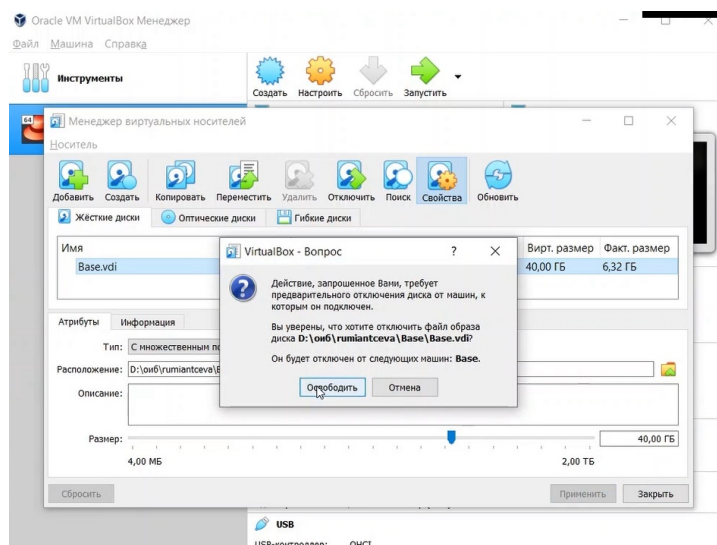 Oracle VM VirtualBox Менеджер
Файл Машина Справка
Инструменты
Создать Настроить Сбросить Запустить
64
Менеджер виртуальных носителей
Носитель
Добавить Создать Копировать Переместить Удалить Отключить Поиск Свойства Обновить
Жёсткие диски Оптические диски Гибкие диски
Имя Вирт. размер Факт. размер
Base.vdi 40,00 ГБ 6,32 ГБ
VirtualBox - Вопрос
Действие, запрошенное Вами, требует
предварительного отключения диска от машин, к
которым он подключен.
Вы уверены, что хотите отключить файл образа
диска D:\оиб\rumiantceva\Base\Base.vdi?
Он будет отключен от следующих машин: Base.
Освободить Отмена
Атрибуты Информация
Тип: С множественным
Расположение: D:\оиб\rumiantceva\
Описание:
Размер: 40,00 ГБ
4,00 МБ 2,00 ТБ
Сбросить Применить Закрыть
USB